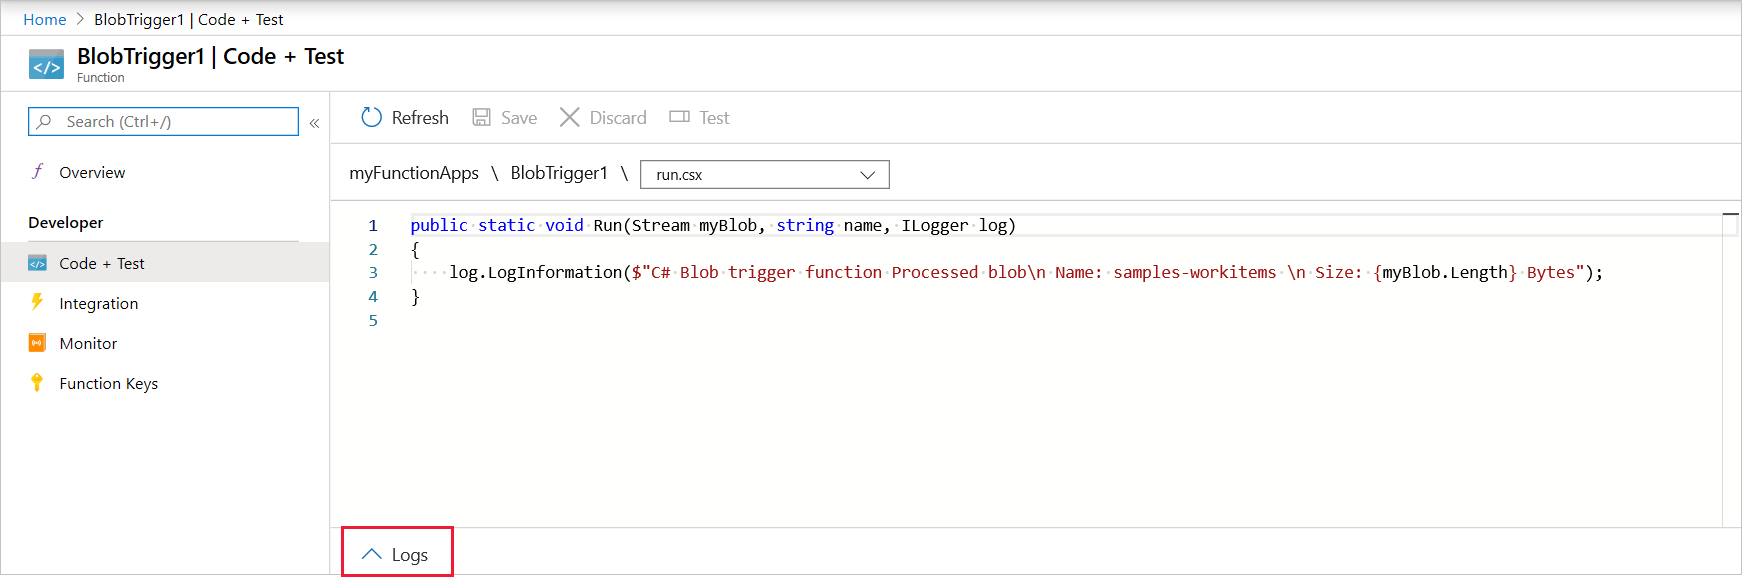 Home > BlobTrigger1 | Code + Test
</> BlobTrigger1 | Code + Test
Function
Search (Ctrl+/) «
Overview
Developer
</> Code + Test
Integration
Monitor
Function Keys
Refresh Save Discard Test
myFunctionApps \ BlobTrigger1 \ run.csx
1 public static void Run(Stream myBlob, string name, ILogger log)
2 {
3     log.LogInformation($"C# Blob trigger function Processed blob\n Name: samples-workitems \n Size: {myBlob.Length} Bytes");
4 }
5
Logs